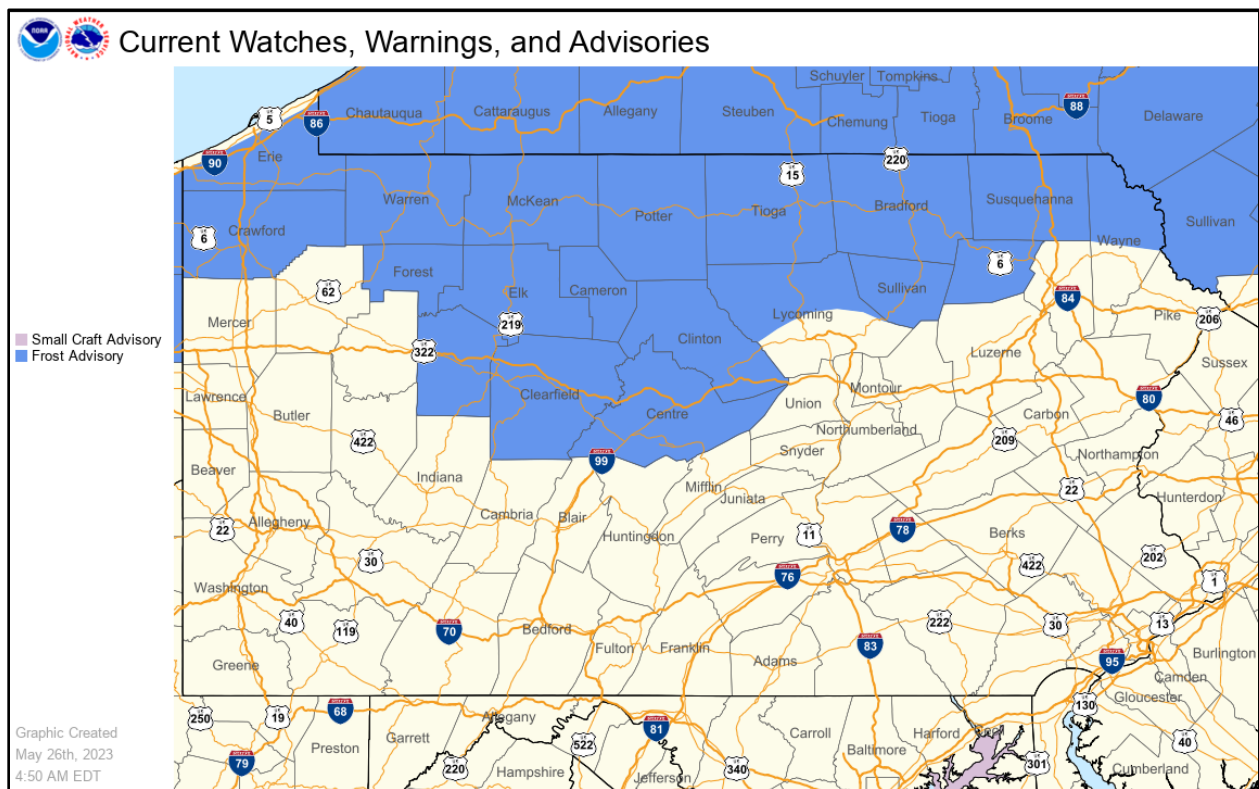 Current Watches, Warnings, and Advisories
Schuyler Tompkins
88
5 86 Chautauqua Cattaraugus Allegany Steuben Chemung Tioga Broome Delaware
90 Erie 220
15
Warren McKean Potter Tioga Bradford Susquehanna
Sullivan
6 Crawford Wayne
Forest 6
62 Elk Cameron Sullivan
84
Mercer 219 Lycoming Pike 206
Small Craft Advisory
Frost Advisory
322 Clinton Luzerne Sussex
Lawrence Clearfield Montour 80
Butler Centre Union Carbon 46
422 Northumberland 209
Snyder Northampton
Beaver 99
Indiana Mifflin 22
Juniata Hunterdon
Cambria Blair
22 Allegheny 78
Huntingdon Perry 11 Berks
30 202
422
76 1
Washington
40 119 222 30 13
70 Bedford
Fulton Franklin 83
Greene Adams 95 Burlington
Camden
Gloucester
250 19 68 Allegany 81 130
Graphic Created
May 26th, 2023
4:50 AM EDT
Preston Garrett 522 Carroll Harford
Baltimore 40
79 220 Hampshire 340 301 Cumberland
Jefferson